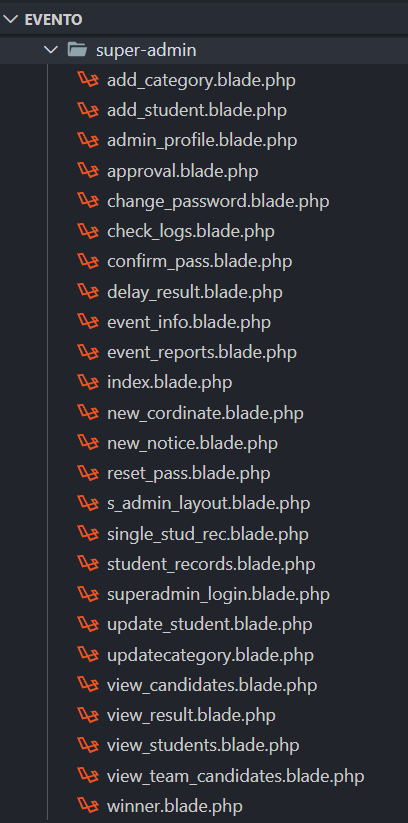 EVENTO
super-admin
add_category.blade.php
add_student.blade.php
admin_profile.blade.php
approval.blade.php
change_password.blade.php
check_logs.blade.php
confirm_pass.blade.php
delay_result.blade.php
event_info.blade.php
event_reports.blade.php
index.blade.php
new_cordinate.blade.php
new_notice.blade.php
reset_pass.blade.php
s_admin_layout.blade.php
single_stud_rec.blade.php
student_records.blade.php
superadmin_login.blade.php
update_student.blade.php
updatecategory.blade.php
view_candidates.blade.php
view_result.blade.php
view_students.blade.php
view_team_candidates.blade.php
winner.blade.php